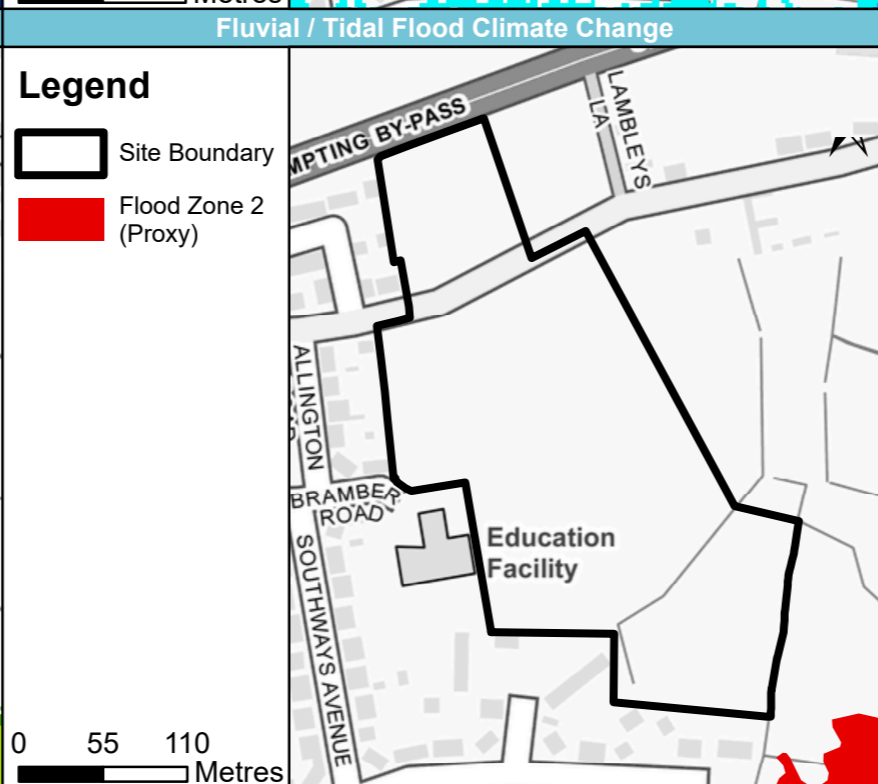 Metres
Fluvial / Tidal Flood Climate Change
Legend
Site Boundary
Flood Zone 2
(Proxy)
MPTING BY-PASS
LAMBLEYS
LA
ALLINGTON
BRAMBER
ROAD
Education
Facility
SOUTHWAYS AVENUE
0 55 110
Metres